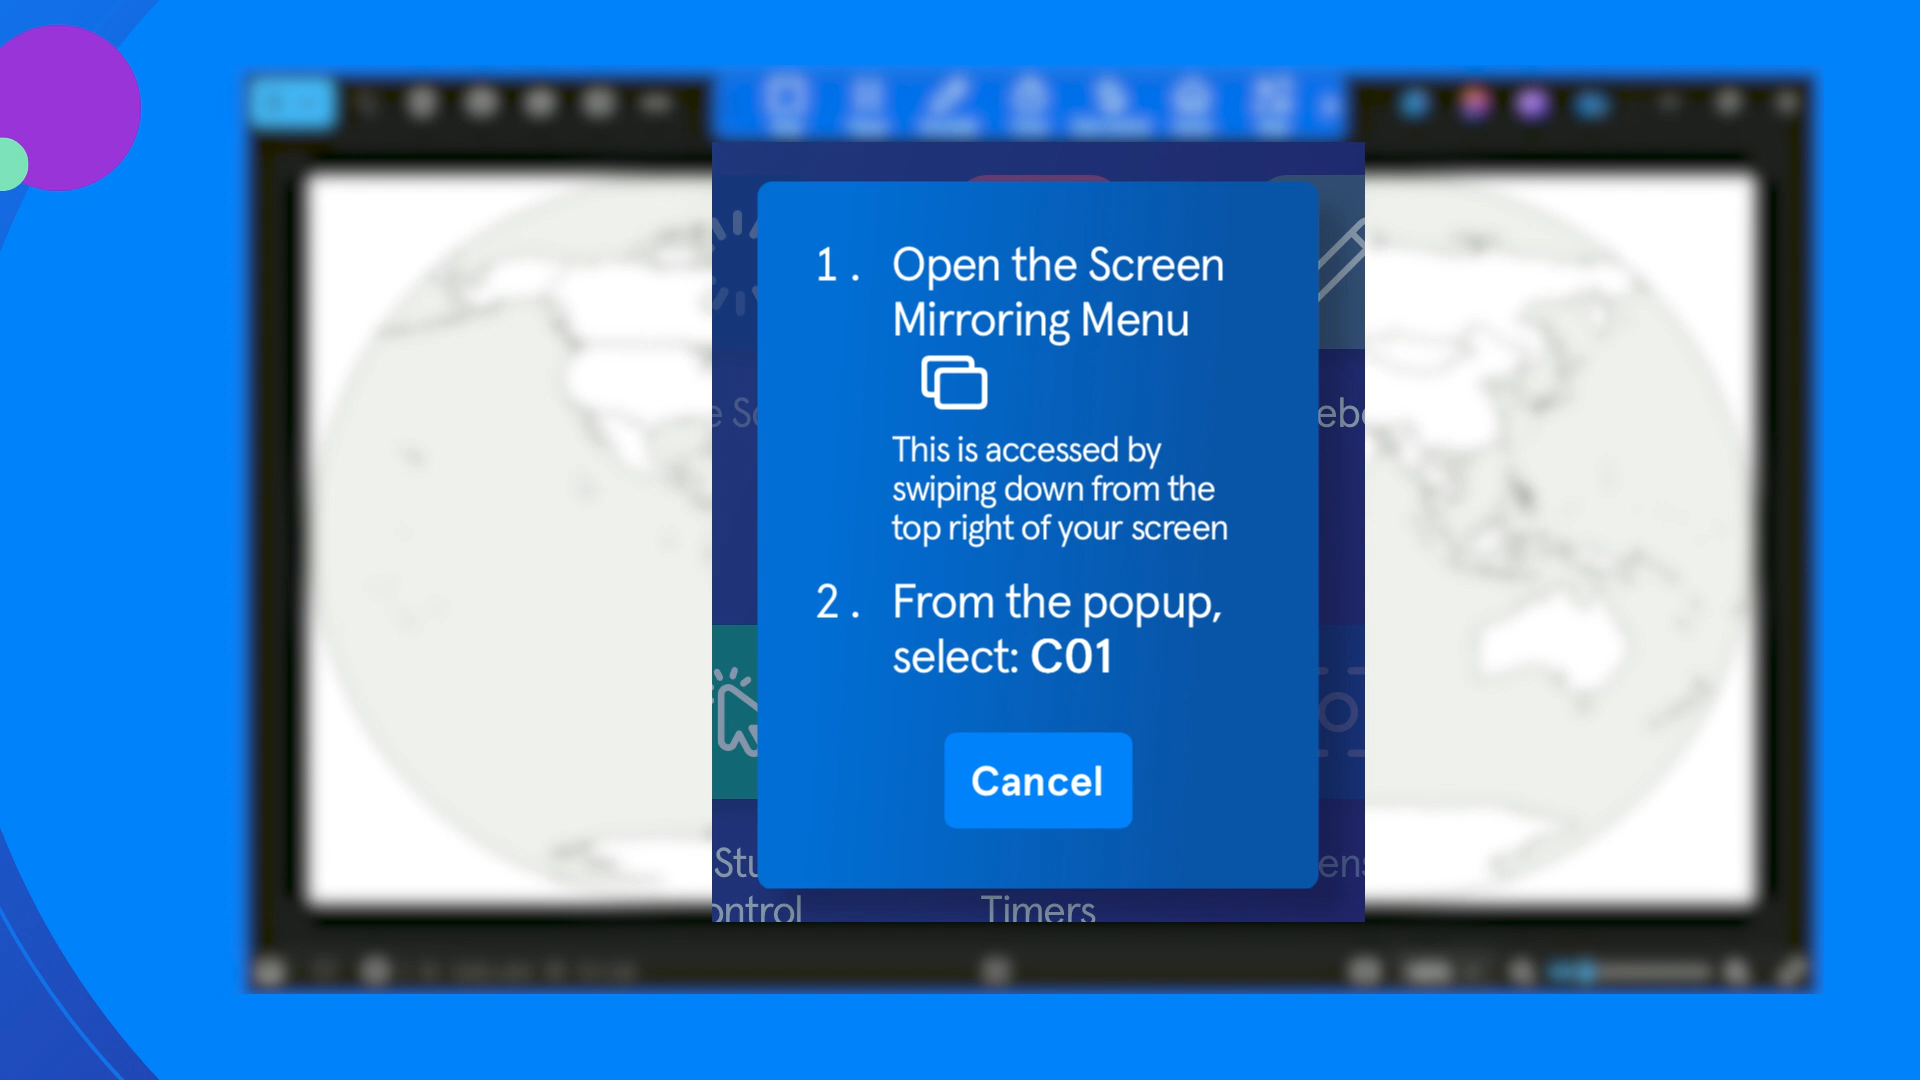 1. Open the Screen
Mirroring Menu
This is accessed by
swiping down from the
top right of your screen
2. From the popup,
select: C01
Cancel
Timers